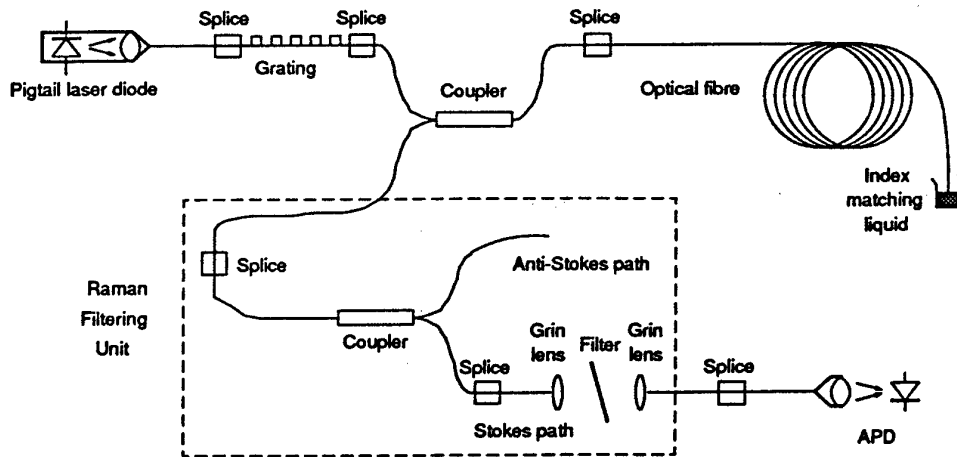 Splice
Splice
Splice
Grating
Pigtail laser diode
Coupler
Optical fibre
Index
matching
liquid
Splice
Anti-Stokes path
Raman
Filtering
Unit
Coupler
Grin
lens
Filter
Grin
lens
Splice
Splice
Stokes path
APD